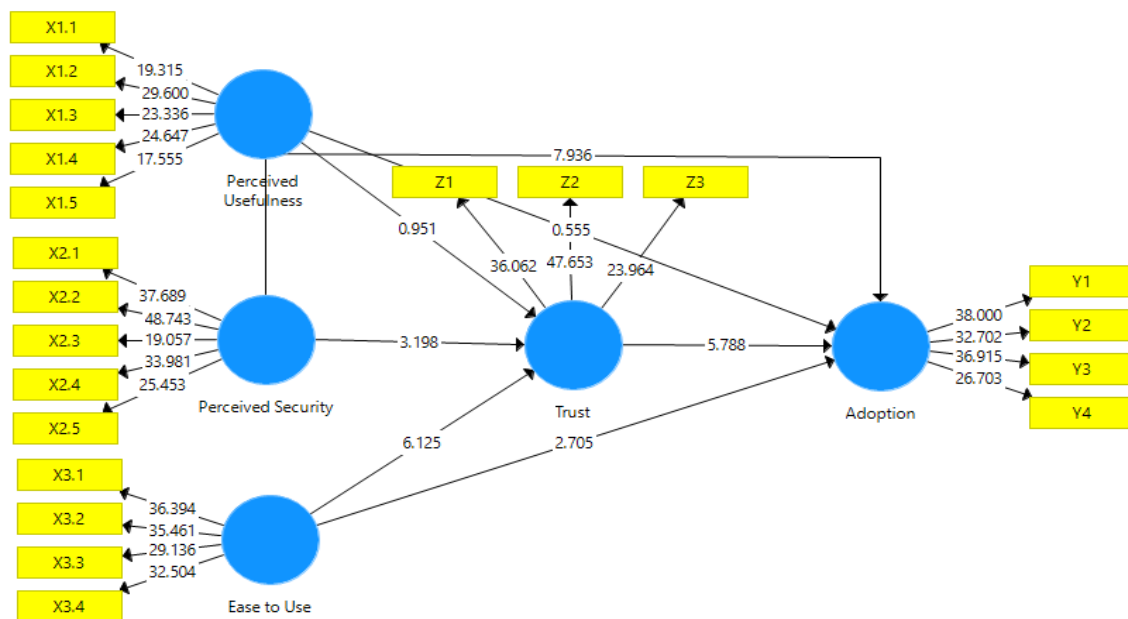 X1.1
X1.2
X1.3
X1.4
X1.5
19.315
29.600
23.336
24.647
17.555
Perceived
Usefulness
7.936
Z1
Z2
Z3
0.951
0.555
36.062
47.653
23.964
X2.1
X2.2
X2.3
X2.4
X2.5
37.689
48.743
19.057
33.981
25.453
Perceived Security
3.198
Trust
5.788
Adoption
38.000
32.702
36.915
26.703
Y1
Y2
Y3
Y4
6.125
2.705
X3.1
X3.2
X3.3
X3.4
36.394
35.461
29.136
32.504
Ease to Use